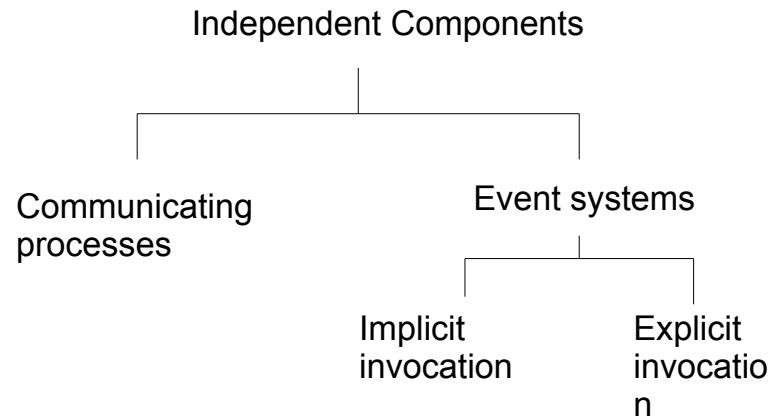 Independent Components
Communicating
processes
Event systems
Implicit
invocation
Explicit
invocatio
n